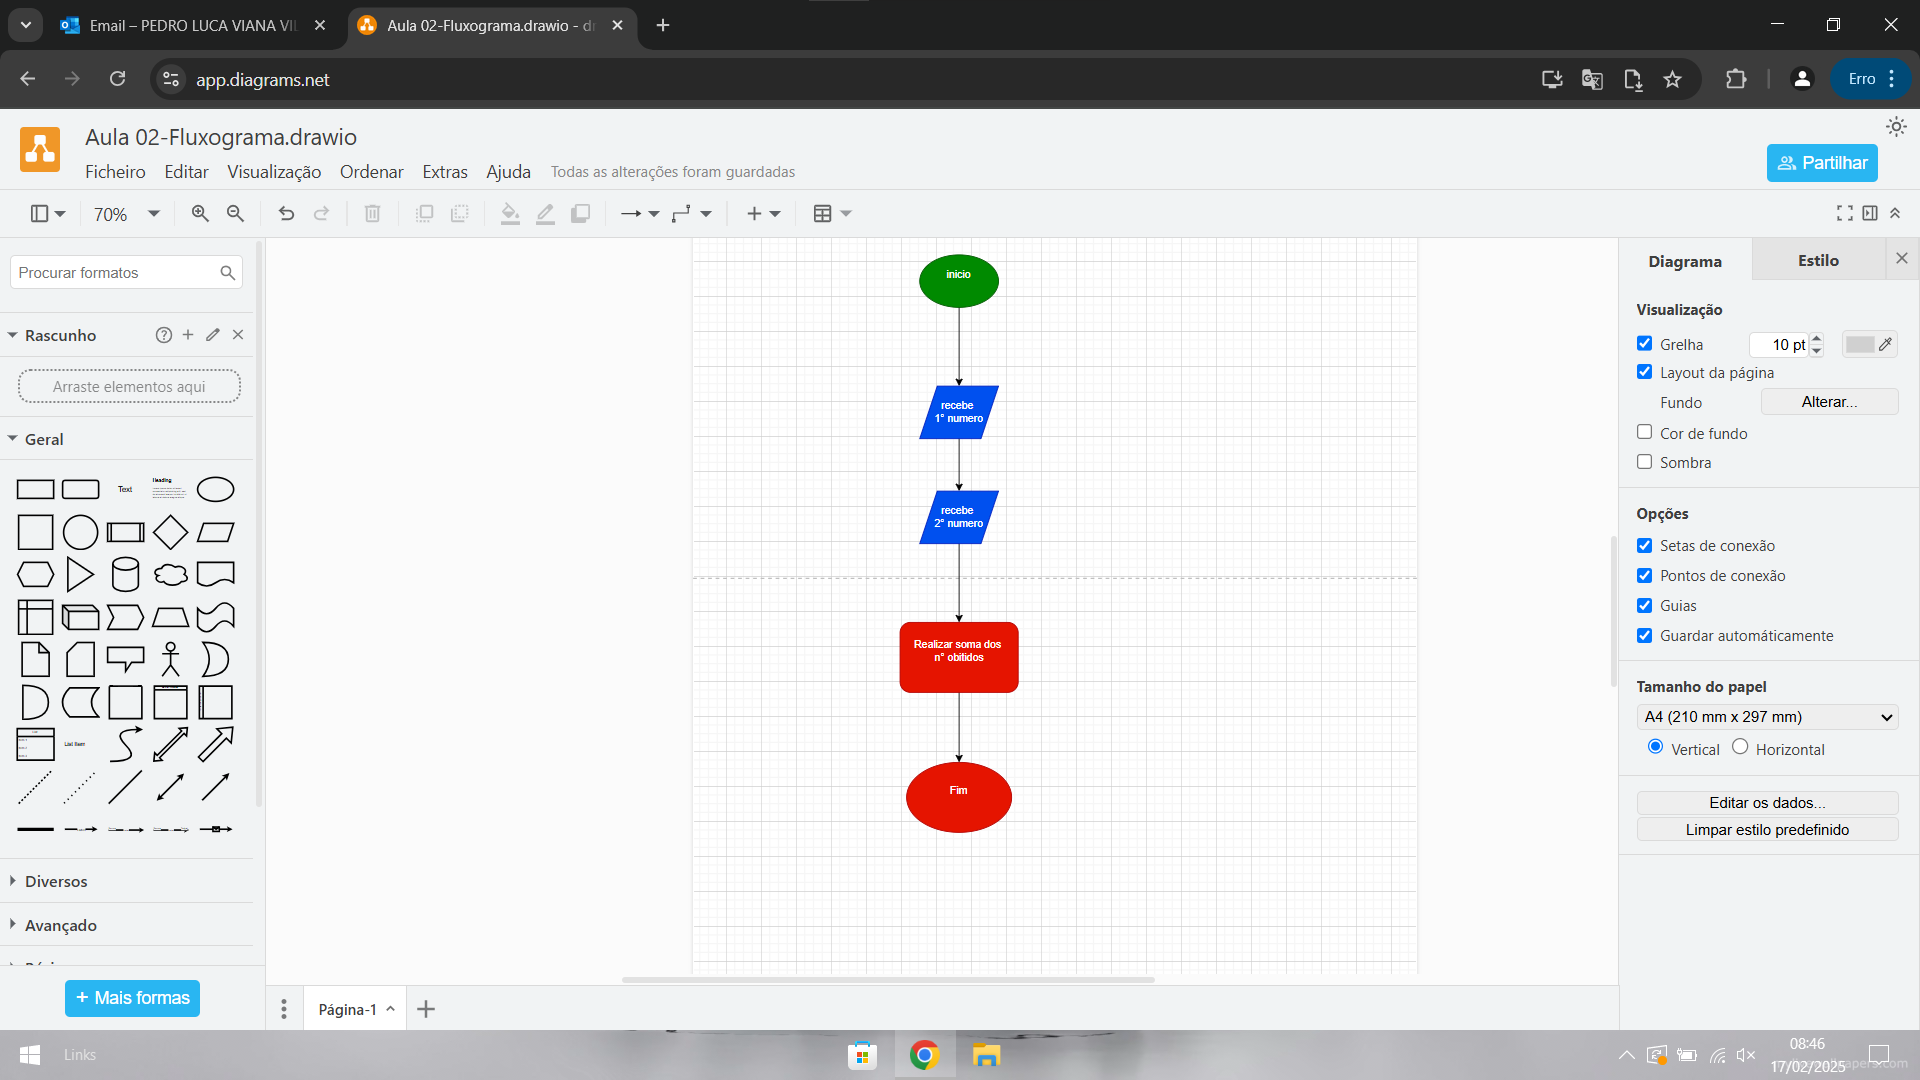 Email – PEDRO LUCA VIANA VIL
Aula 02-Fluxograma.drawio - dr
app.diagrams.net
Erro
Aula 02-Fluxograma.drawio
Ficheiro Editar Visualização Ordenar Extras Ajuda Todas as alterações foram guardadas
Partilhar
70%
Procurar formatos
Rascunho
Arraste elementos aqui
Geral
Text
Heading
List Item
Diversos
Avançado
+ Mais formas
inicio
recebe
1° numero
recebe
2° numero
Realizar soma dos
n° obitidos
Fim
Página-1
Diagrama Estilo
Visualização
Grelha 10 pt
Layout da página
Fundo Alterar...
Cor de fundo
Sombra
Opções
Setas de conexão
Pontos de conexão
Guias
Guardar automáticamente
Tamanho do papel
A4 (210 mm x 297 mm)
Vertical Horizontal
Editar os dados...
Limpar estilo predefinido
Links
08:46
17/02/2025